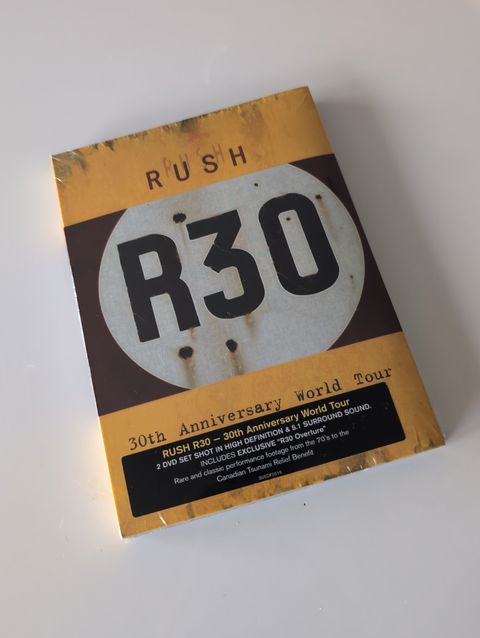 RUSH
R30
30th Anniversary World Tour
RUSH R30 – 30th Anniversary World Tour
2 DVD SET SHOT IN HIGH DEFINITION & 5.1 SURROUND SOUND.
INCLUDES EXCLUSIVE "R30 Overture"
Rare and classic performance footage from the 70's to the
Canadian Tsunami Relief Benefit